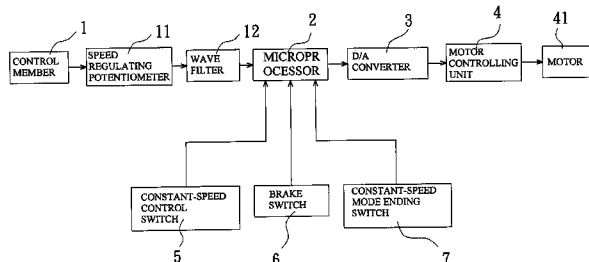 1
11
12
2
3
4
41
CONTROL
MEMBER
SPEED
REGULATING
POTENTIOMETER
WAVE
FILTER
MICROPR
OCESSOR
D/A
CONVERTER
MOTOR
CONTROLLING
UNIT
MOTOR
CONSTANT-SPEED
CONTROL
SWITCH
BRAKE
SWITCH
CONSTANT-SPEED
MODE ENDING
SWITCH
5
6
7